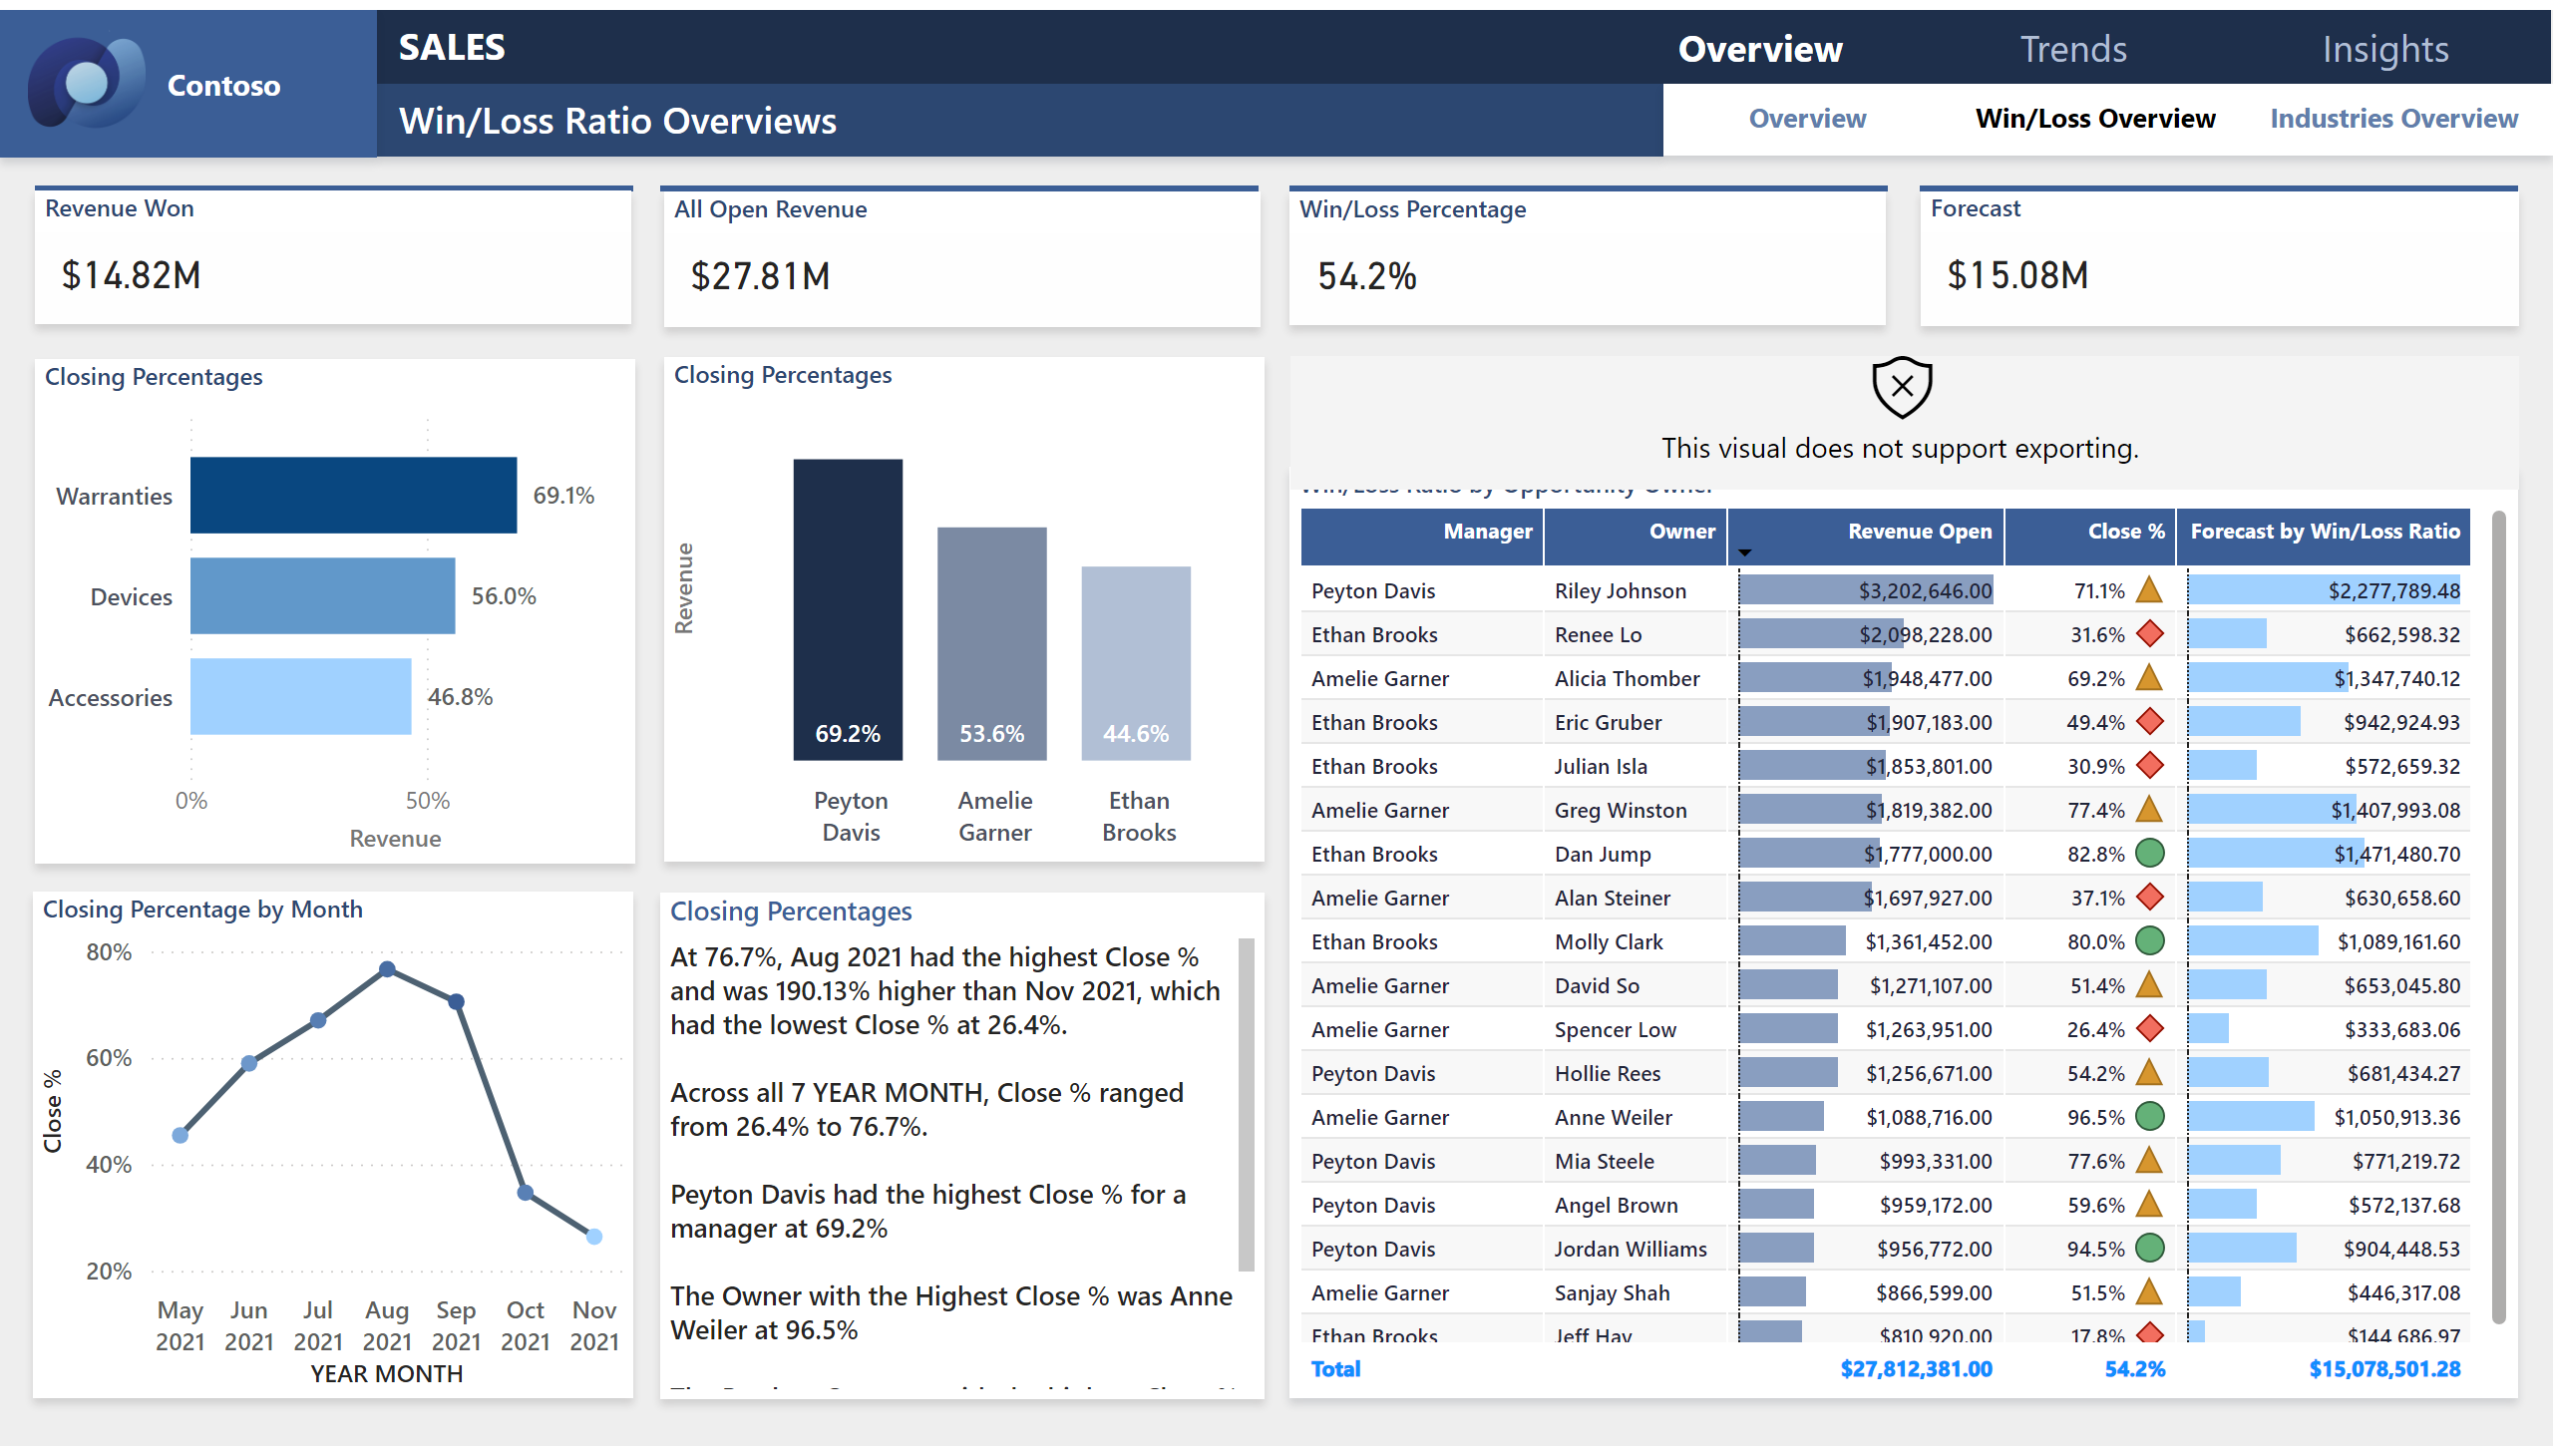 Contoso
SALES
Overview
Trends
Insights
Win/Loss Ratio Overviews
Overview
Win/Loss Overview
Industries Overview
Revenue Won
$14.82M
All Open Revenue
$27.81M
Win/Loss Percentage
54.2%
Forecast
$15.08M
Closing Percentages
Warranties 69.1%
Devices 56.0%
Accessories 46.8%
0% 50%
Revenue
Closing Percentages
Revenue
69.2% 53.6% 44.6%
Peyton Amelie Ethan
Davis Garner Brooks
This visual does not support exporting.
Win/Loss Ratio by Opportunity Owner
Manager Owner Revenue Open Close % Forecast by Win/Loss Ratio
Peyton Davis Riley Johnson $3,202,646.00 71.1% $2,277,789.48
Ethan Brooks Renee Lo $2,098,228.00 31.6% $662,598.32
Amelie Garner Alicia Thomber $1,948,477.00 69.2% $1,347,740.12
Ethan Brooks Eric Gruber $1,907,183.00 49.4% $942,924.93
Ethan Brooks Julian Isla $1,853,801.00 30.9% $572,659.32
Amelie Garner Greg Winston $1,819,382.00 77.4% $1,407,993.08
Ethan Brooks Dan Jump $1,777,000.00 82.8% $1,471,480.70
Amelie Garner Alan Steiner $1,697,927.00 37.1% $630,658.60
Ethan Brooks Molly Clark $1,361,452.00 80.0% $1,089,161.60
Amelie Garner David So $1,271,107.00 51.4% $653,045.80
Amelie Garner Spencer Low $1,263,951.00 26.4% $333,683.06
Peyton Davis Hollie Rees $1,256,671.00 54.2% $681,434.27
Amelie Garner Anne Weiler $1,088,716.00 96.5% $1,050,913.36
Peyton Davis Mia Steele $993,331.00 77.6% $771,219.72
Peyton Davis Angel Brown $959,172.00 59.6% $572,137.68
Peyton Davis Jordan Williams $956,772.00 94.5% $904,448.53
Amelie Garner Sanjay Shah $866,599.00 51.5% $446,317.08
Ethan Brooks Jeff Hay $810,920.00 17.8% $144,686.97
Total $27,812,381.00 54.2% $15,078,501.28
Closing Percentage by Month
80%
60%
40%
20%
Close %
May Jun Jul Aug Sep Oct Nov
2021 2021 2021 2021 2021 2021 2021
YEAR MONTH
Closing Percentages
At 76.7%, Aug 2021 had the highest Close %
and was 190.13% higher than Nov 2021, which
had the lowest Close % at 26.4%.
Across all 7 YEAR MONTH, Close % ranged
from 26.4% to 76.7%.
Peyton Davis had the highest Close % for a
manager at 69.2%
The Owner with the Highest Close % was Anne
Weiler at 96.5%